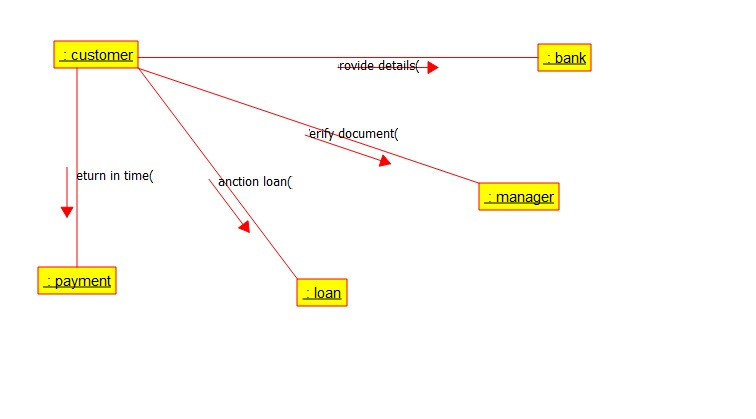 : customer
: bank
rovide details(
erify document(
eturn in time(
anction loan(
: manager
: payment
: loan